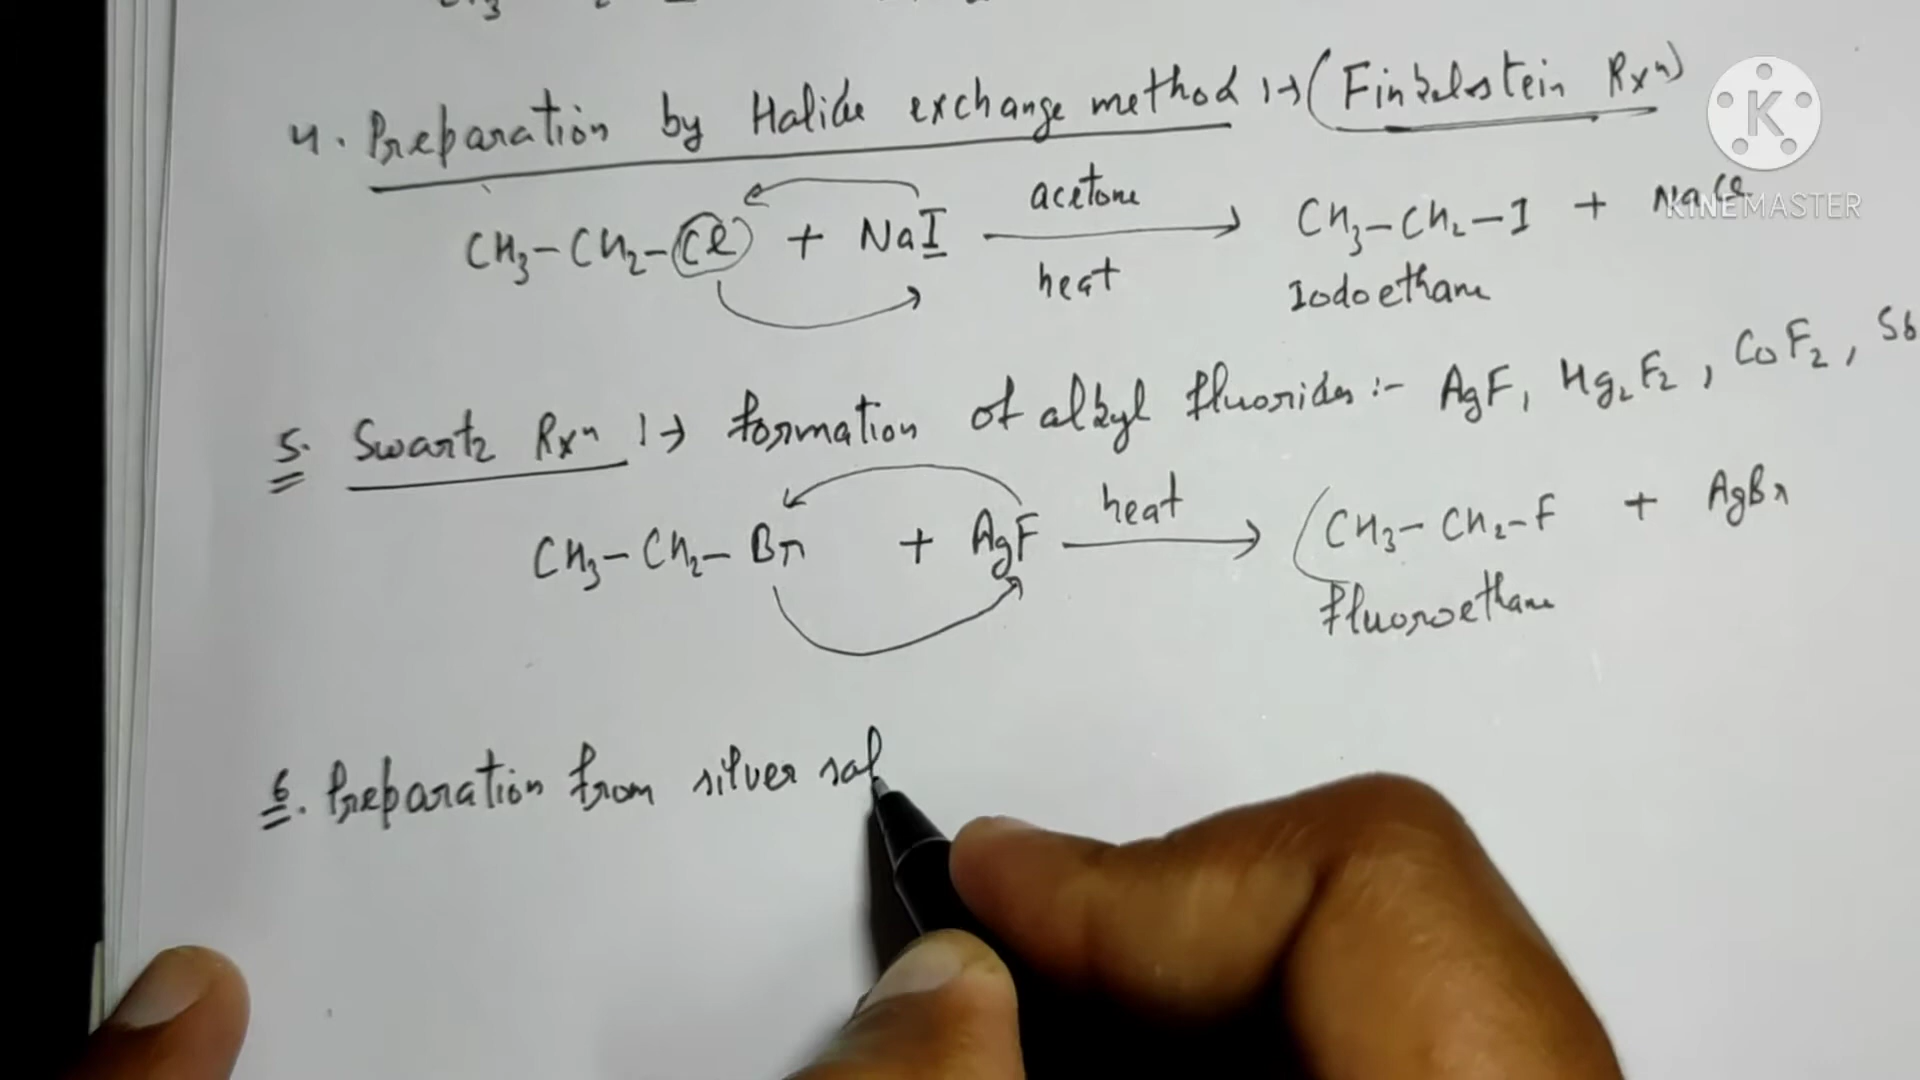 4. Preparation by Halide exchange method :→ (Finkelstein Rxⁿ)
CH₃-CH₂-Cl + NaI acetone heat → CH₃-CH₂-I + NaCl
Iodoethane
5. Swartz Rxⁿ :→ formation of alkyl fluorides :- AgF, Hg₂F₂, CoF₂, Sb
CH₃-CH₂-Br + AgF heat → CH₃-CH₂-F + AgBr
Fluoroethane
6. Preparation from silver sal
K
KINEMASTER